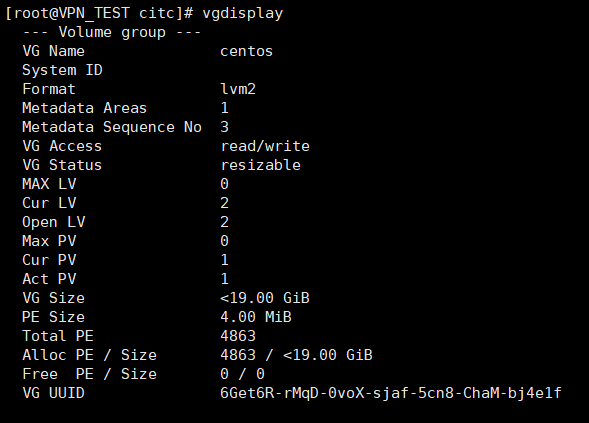 [root@VPN_TEST citc]# vgdisplay
  --- Volume group ---
  VG Name               centos
  System ID
  Format                lvm2
  Metadata Areas        1
  Metadata Sequence No  3
  VG Access             read/write
  VG Status             resizable
  MAX LV                0
  Cur LV                2
  Open LV               2
  Max PV                0
  Cur PV                1
  Act PV                1
  VG Size               <19.00 GiB
  PE Size               4.00 MiB
  Total PE              4863
  Alloc PE / Size       4863 / <19.00 GiB
  Free  PE / Size       0 / 0
  VG UUID               6Get6R-rMqD-0voX-sjaf-5cn8-ChaM-bj4e1f